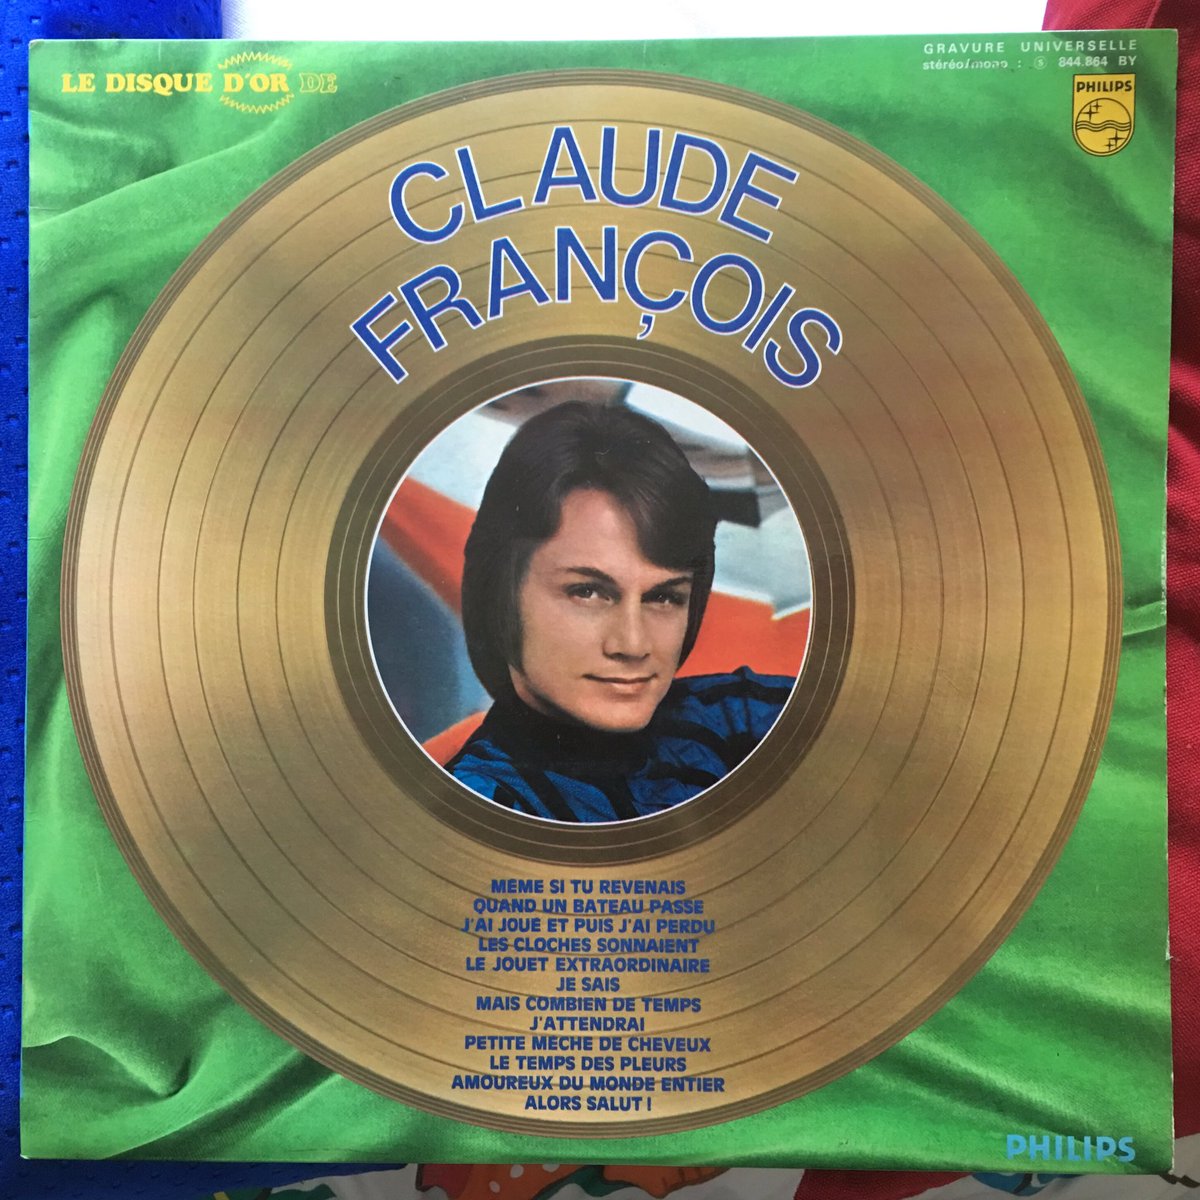 GRAVURE UNIVERSELLE
stéréo/mono : Ⓢ 844.864 BY
LE DISQUE D'OR DE
PHILIPS
CLAUDE
FRANÇOIS
MEME SI TU REVENAIS
QUAND UN BATEAU PASSE
J'AI JOUÉ ET PUIS J'AI PERDU
LES CLOCHES SONNAIENT
LE JOUET EXTRAORDINAIRE
JE SAIS
MAIS COMBIEN DE TEMPS
J'ATTENDRAI
PETITE MECHE DE CHEVEUX
LE TEMPS DES PLEURS
AMOUREUX DU MONDE ENTIER
ALORS SALUT !
PHILIPS